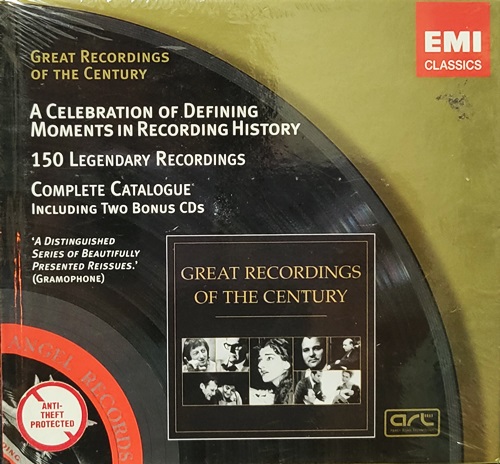 GREAT RECORDINGS
OF THE CENTURY
EMI
CLASSICS
A CELEBRATION OF DEFINING
MOMENTS IN RECORDING HISTORY
150 LEGENDARY RECORDINGS
COMPLETE CATALOGUE
INCLUDING TWO BONUS CDS
'A DISTINGUISHED
SERIES OF BEAUTIFULLY
PRESENTED REISSUES.'
(GRAMOPHONE)
GREAT RECORDINGS
OF THE CENTURY
ANGEL RECORDS
ANTI-
THEFT
PROTECTED
art